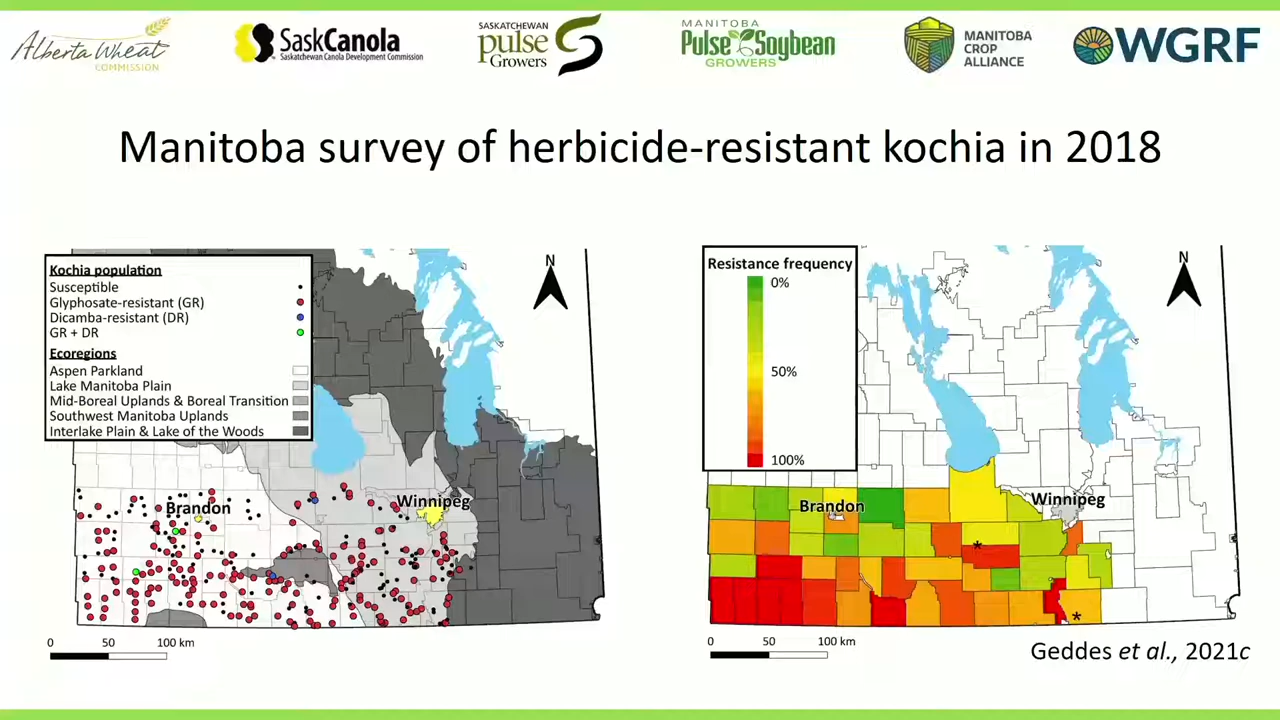 Alberta Wheat
COMMISSION
SaskCanola
Saskatchewan Canola Development Commission
SASKATCHEWAN
pulse
Growers
MANITOBA
Pulse Soybean
GROWERS
MANITOBA
CROP
ALLIANCE
WGRF
Manitoba survey of herbicide-resistant kochia in 2018
Kochia population
Susceptible
Glyphosate-resistant (GR)
Dicamba-resistant (DR)
GR + DR
Ecoregions
Aspen Parkland
Lake Manitoba Plain
Mid-Boreal Uplands & Boreal Transition
Southwest Manitoba Uplands
Interlake Plain & Lake of the Woods
N
Brandon
Winnipeg
0 50 100 km
Resistance frequency
0%
50%
100%
N
Brandon
Winnipeg
*
*
0 50 100 km
Geddes et al., 2021c